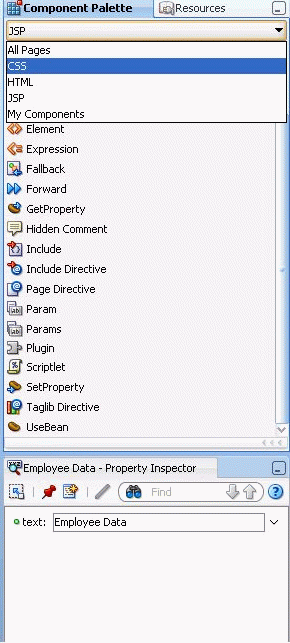 Component Palette
Resources
JSP
All Pages
CSS
HTML
JSP
My Components
Element
Expression
Fallback
Forward
GetProperty
Hidden Comment
Include
Include Directive
Page Directive
Param
Params
Plugin
Scriptlet
SetProperty
Taglib Directive
UseBean
Employee Data - Property Inspector
Find
text: Employee Data